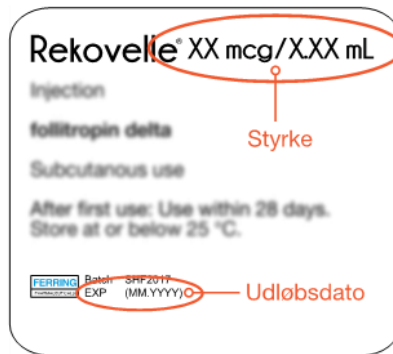 Rekovelle® XX mcg/X.XX mL
Injection
Styrke
follitropin delta
Subcutanous use
After first use: Use within 28 days.
Store at or below 25 °C.
FERRING Batch SHF2017
EXP (MM.YYYY)
Udløbsdato